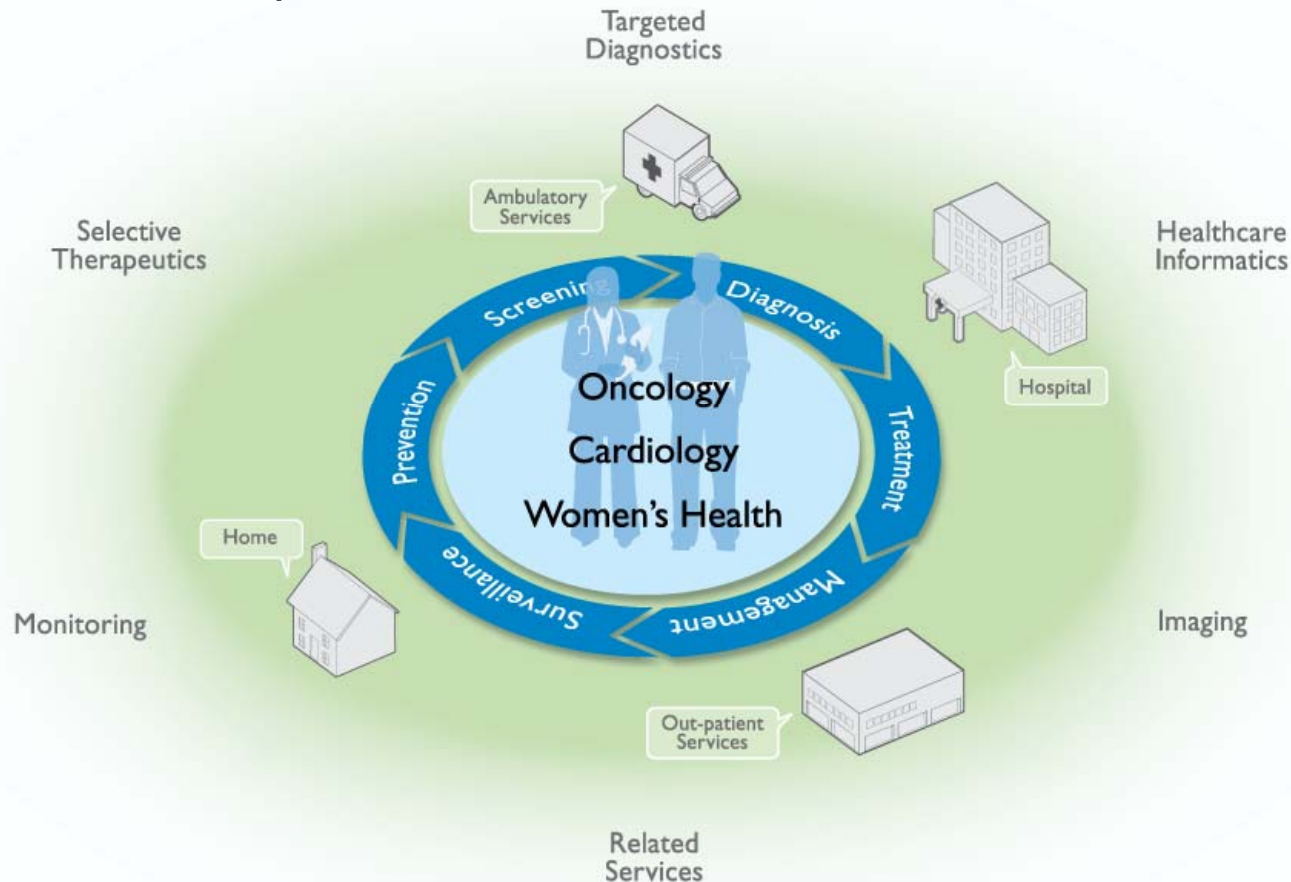 Targeted
Diagnostics
Ambulatory
Services
Selective
Therapeutics
Healthcare
Informatics
Screening
Diagnosis
Hospital
Prevention
Treatment
Oncology
Cardiology
Women's Health
Home
Surveillance
Management
Monitoring
Imaging
Out-patient
Services
Related
Services